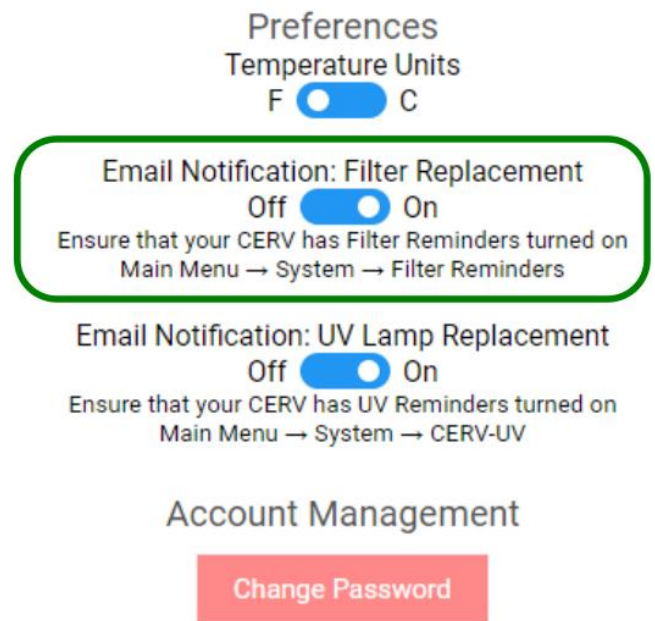 Preferences
Temperature Units
F C
Email Notification: Filter Replacement
Off On
Ensure that your CERV has Filter Reminders turned on
Main Menu → System → Filter Reminders
Email Notification: UV Lamp Replacement
Off On
Ensure that your CERV has UV Reminders turned on
Main Menu → System → CERV-UV
Account Management
Change Password